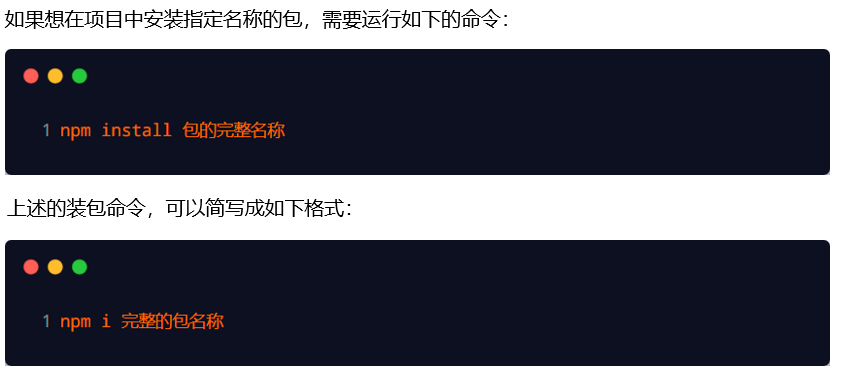 如果想在项目中安装指定名称的包，需要运行如下的命令：
1 npm install 包的完整名称
上述的装包命令，可以简写成如下格式：
1 npm i 完整的包名称